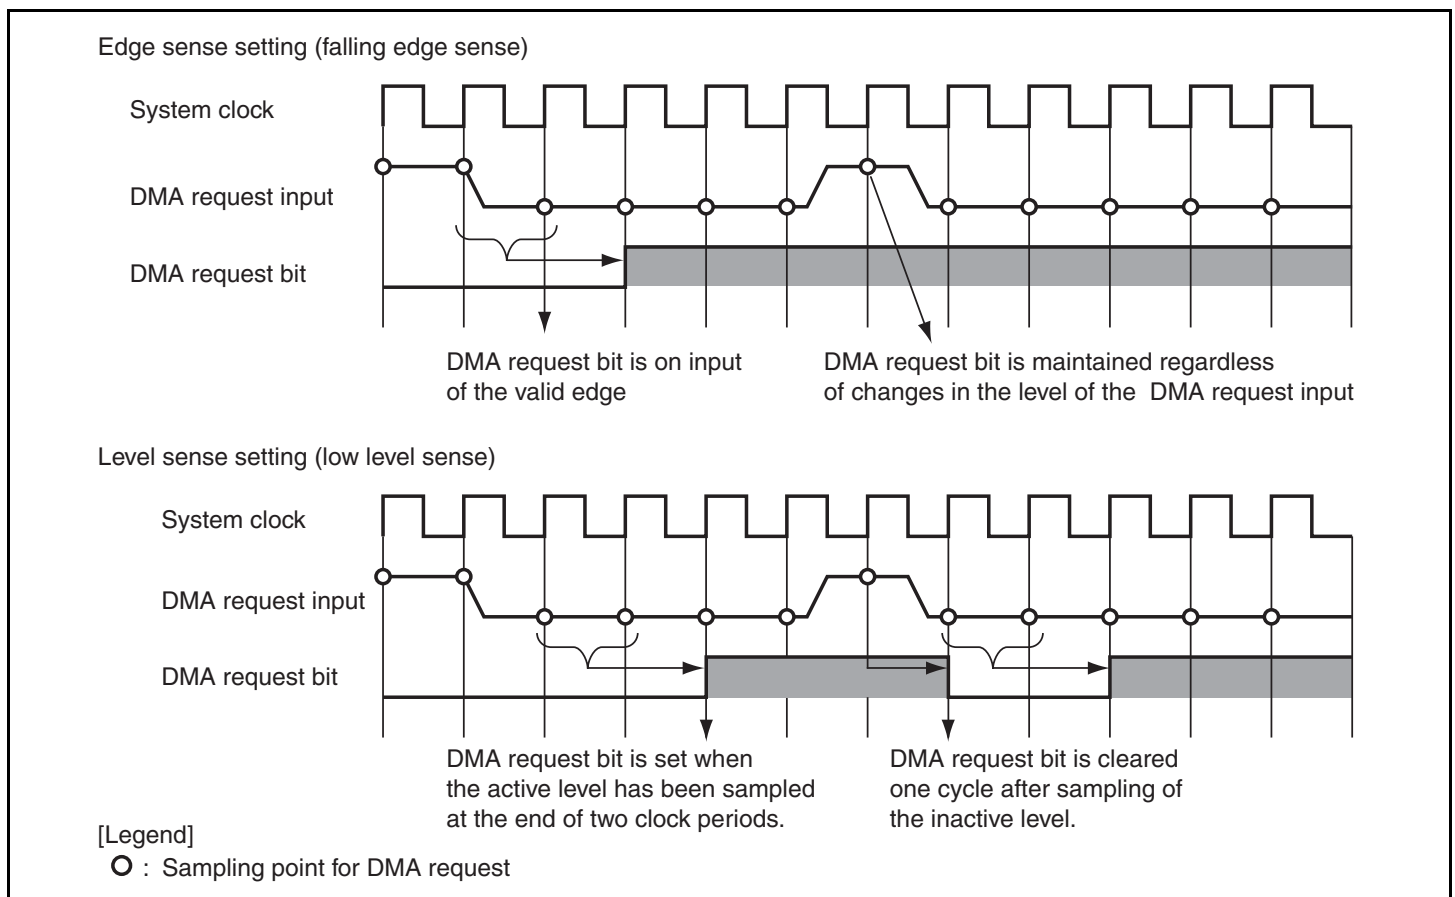 Edge sense setting (falling edge sense)
System clock
DMA request input
DMA request bit
DMA request bit is on input
of the valid edge
DMA request bit is maintained regardless
of changes in the level of the DMA request input
Level sense setting (low level sense)
System clock
DMA request input
DMA request bit
DMA request bit is set when
the active level has been sampled
at the end of two clock periods.
DMA request bit is cleared
one cycle after sampling of
the inactive level.
[Legend]
: Sampling point for DMA request